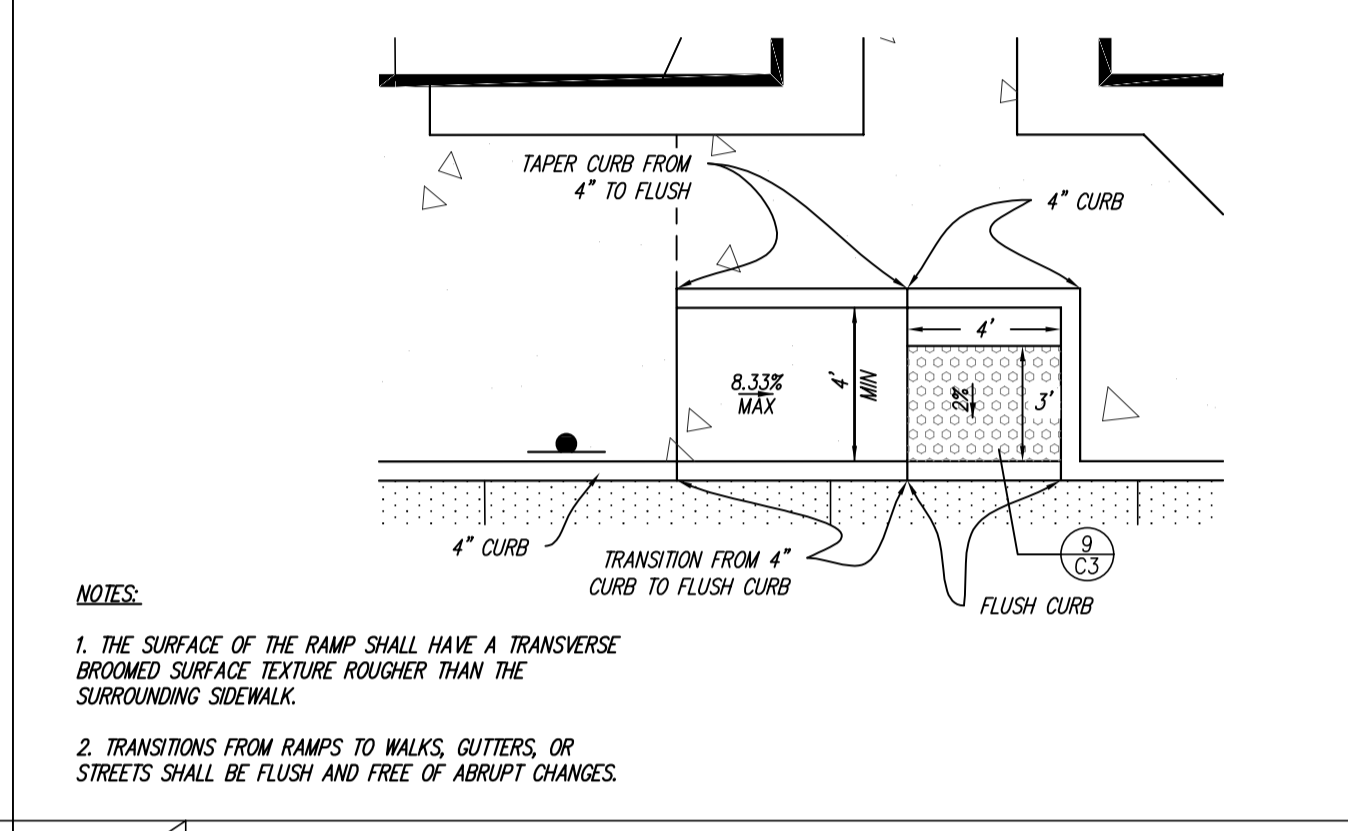 TAPER CURB FROM
4" TO FLUSH
4" CURB
4'
8.33%
MAX
4'
MIN
2%
3'
4" CURB
TRANSITION FROM 4"
CURB TO FLUSH CURB
9
C3
FLUSH CURB
NOTES:
1. THE SURFACE OF THE RAMP SHALL HAVE A TRANSVERSE
BROOMED SURFACE TEXTURE ROUGHER THAN THE
SURROUNDING SIDEWALK.
2. TRANSITIONS FROM RAMPS TO WALKS, GUTTERS, OR
STREETS SHALL BE FLUSH AND FREE OF ABRUPT CHANGES.